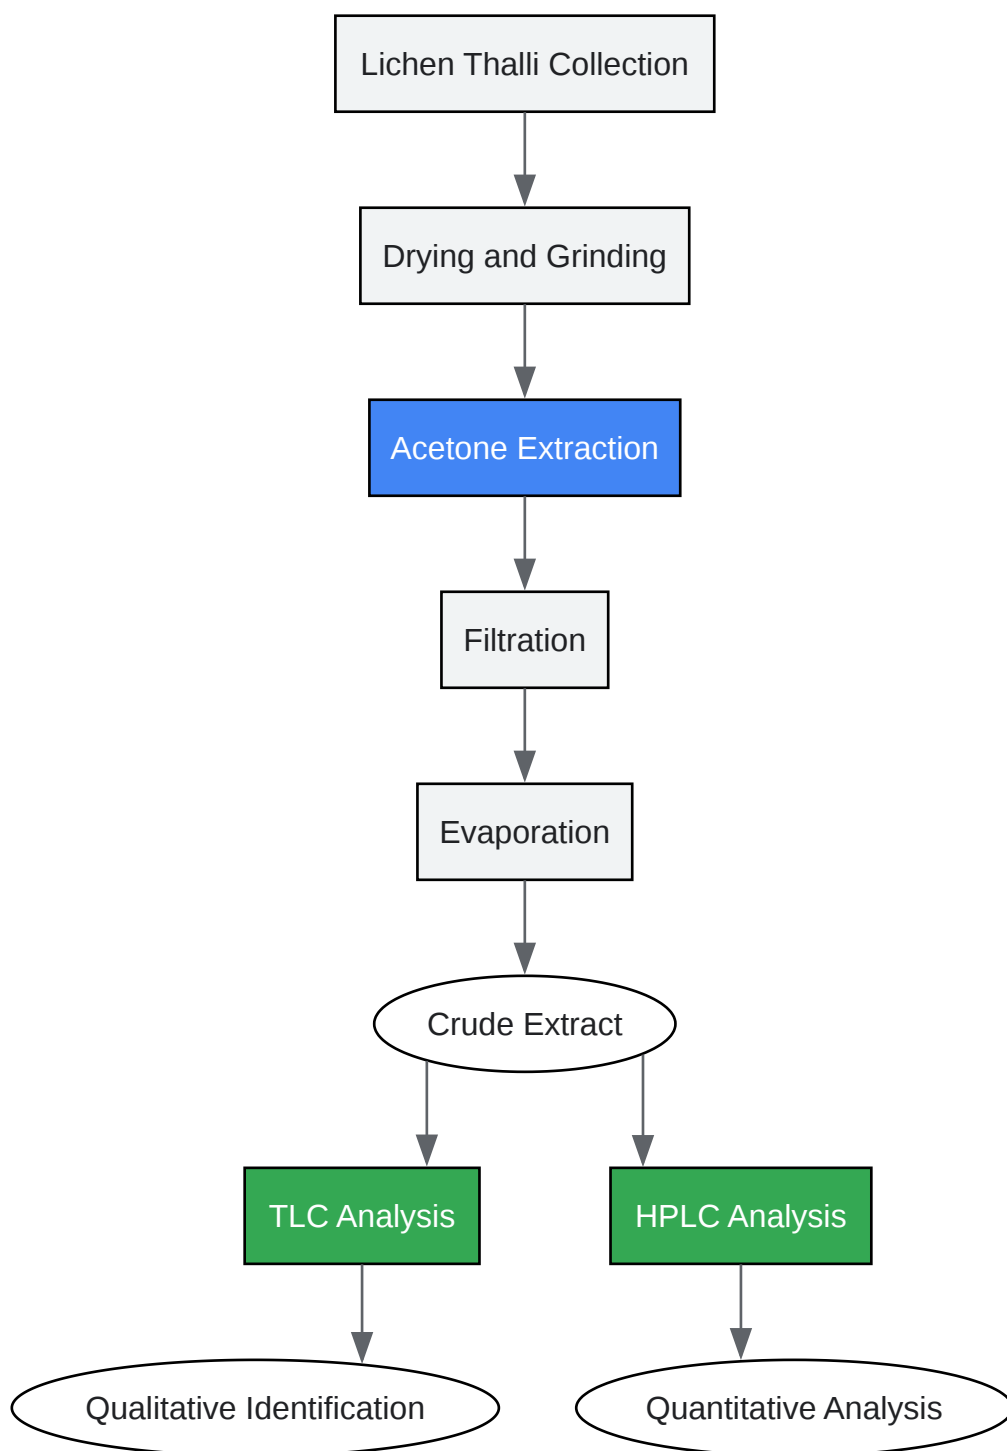 Lichen Thalli Collection
Drying and Grinding
Acetone Extraction
Filtration
Evaporation
Crude Extract
TLC Analysis
HPLC Analysis
Qualitative Identification
Quantitative Analysis